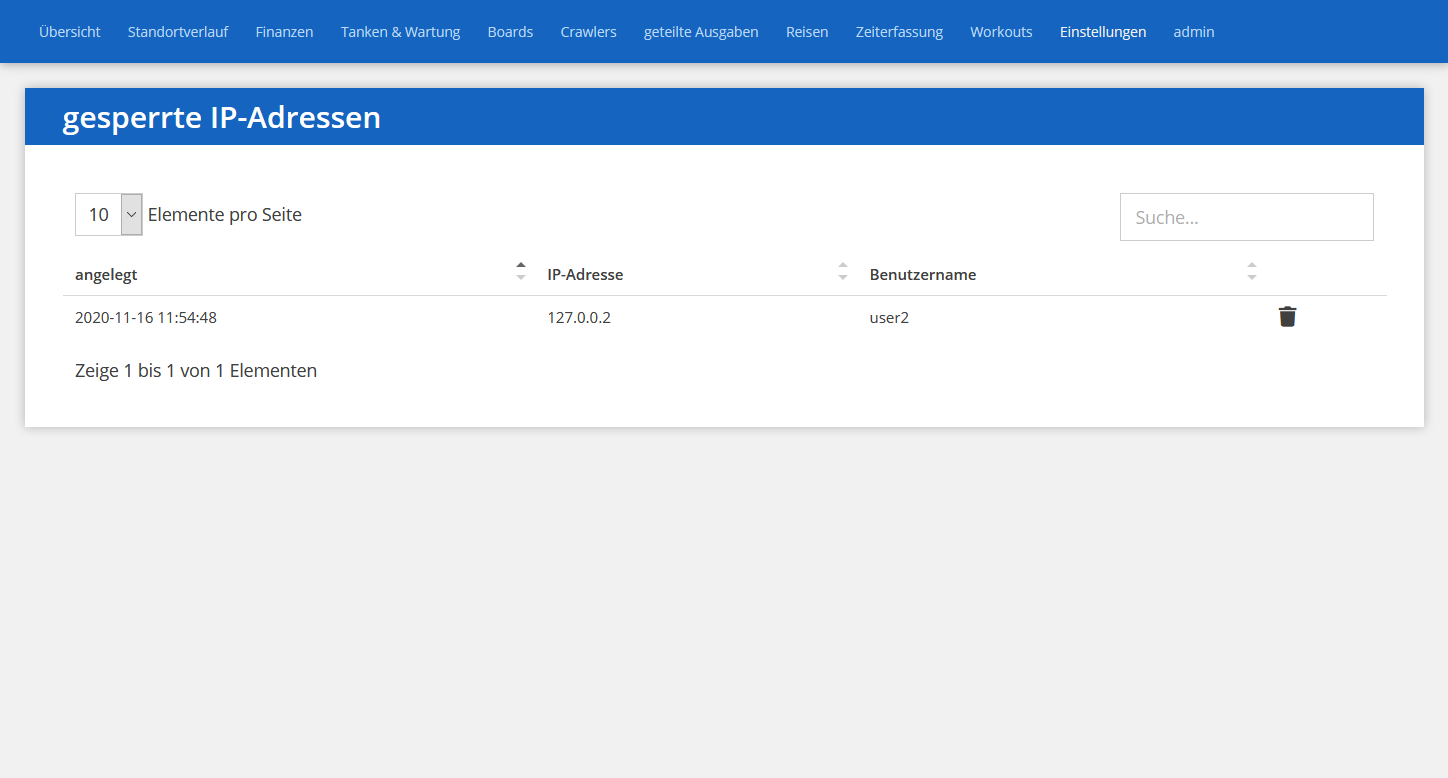 Übersicht Standortverlauf Finanzen Tanken & Wartung Boards Crawlers geteilte Ausgaben Reisen Zeiterfassung Workouts Einstellungen admin
gesperrte IP-Adressen
10 Elemente pro Seite Suche...
angelegt IP-Adresse Benutzername
2020-11-16 11:54:48 127.0.0.2 user2
Zeige 1 bis 1 von 1 Elementen